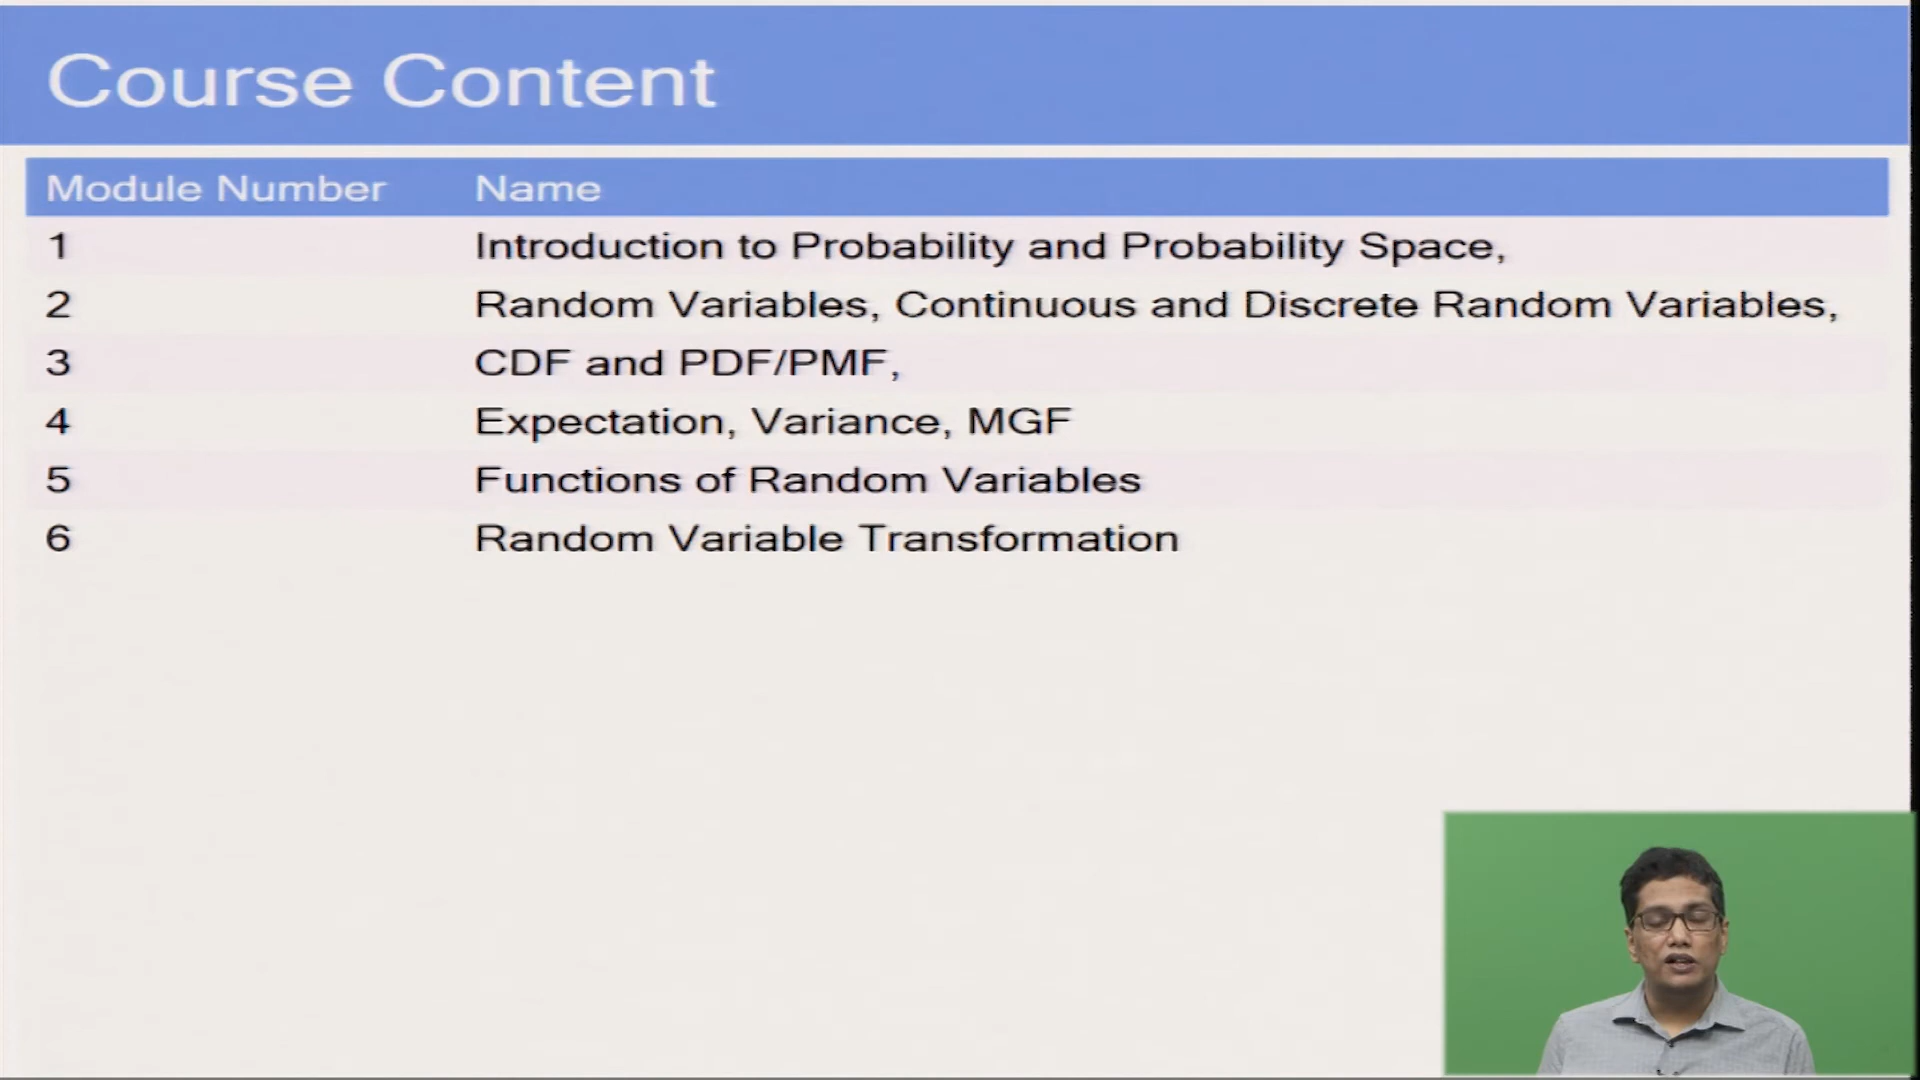 Course Content
Module Number Name
1 Introduction to Probability and Probability Space,
2 Random Variables, Continuous and Discrete Random Variables,
3 CDF and PDF/PMF,
4 Expectation, Variance, MGF
5 Functions of Random Variables
6 Random Variable Transformation